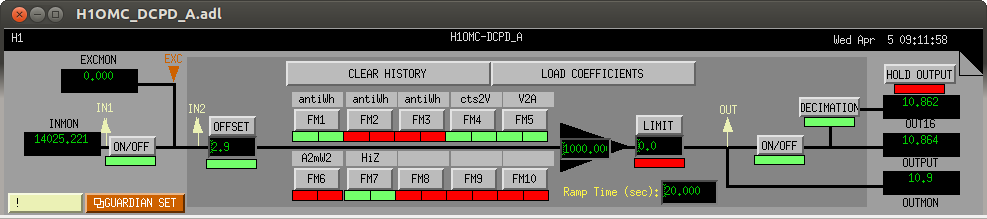 H1OMC_DCPD_A.adl
H1
H1OMC-DCPD_A
Wed Apr 5 09:11:58
EXCMON
0.000
EXC
CLEAR HISTORY
LOAD COEFFICIENTS
HOLD OUTPUT
antiWh antiWh antiWh cts2V V2A
IN1
IN2
OFFSET
FM1 FM2 FM3 FM4 FM5
OUT
LIMIT
DECIMATION
10.862
OUT16
INMON
14025.221
ON/OFF
2.9
1000.00
0.0
ON/OFF
10.864
OUTPUT
A2mW2 HiZ
FM6 FM7 FM8 FM9 FM10
Ramp Time (sec):
20.000
10.9
OUTMON
!
GUARDIAN SET